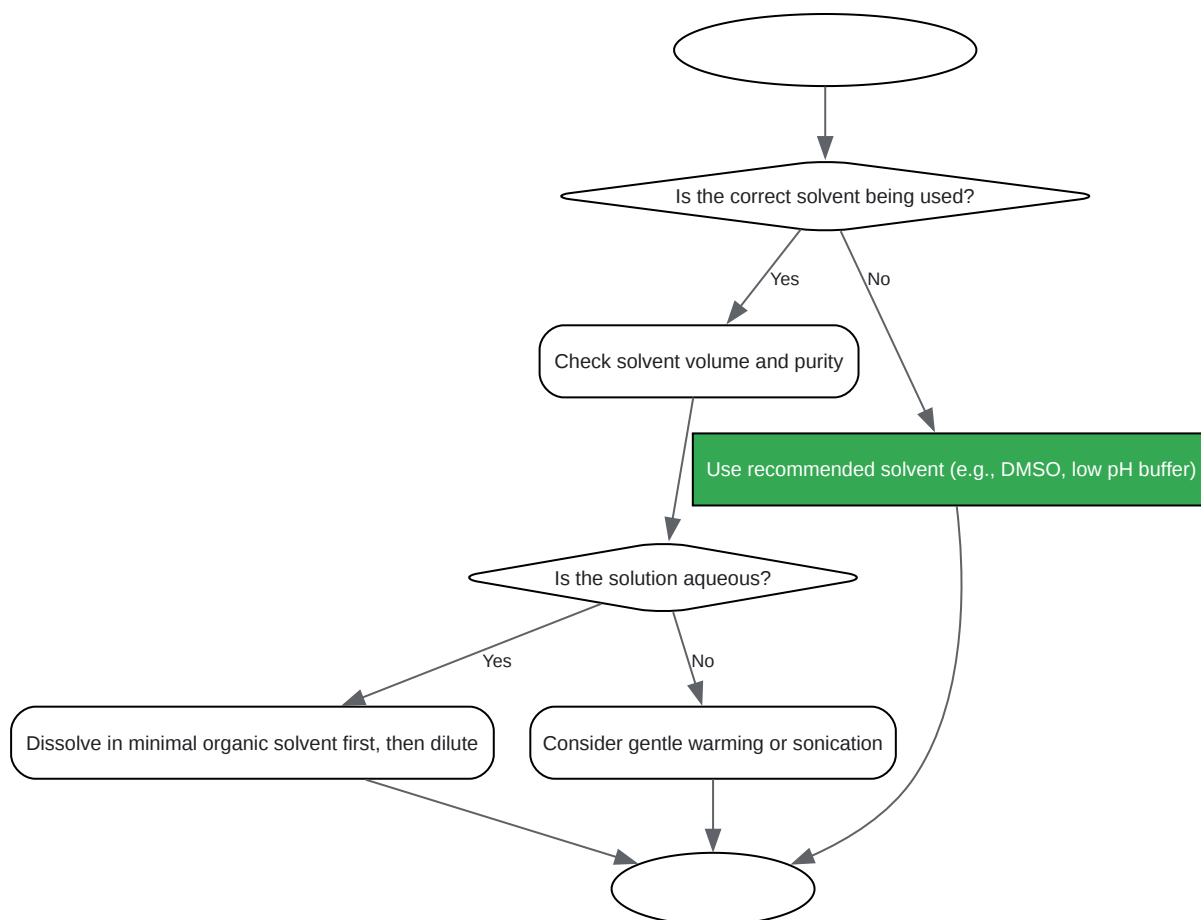 Is the correct solvent being used?
Yes
No
Check solvent volume and purity
Use recommended solvent (e.g., DMSO, low pH buffer)
Is the solution aqueous?
Yes
No
Dissolve in minimal organic solvent first, then dilute
Consider gentle warming or sonication